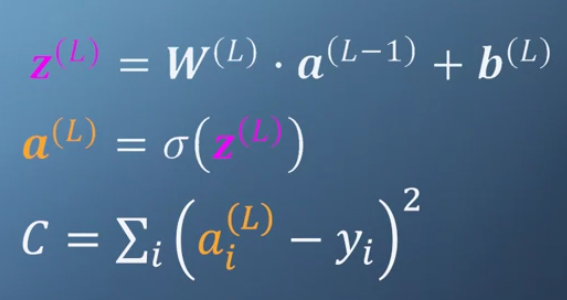 z^(L) = W^(L) · a^(L−1) + b^(L)
a^(L) = σ(z^(L))
C = ∑_i (a_i^(L) − y_i)^2